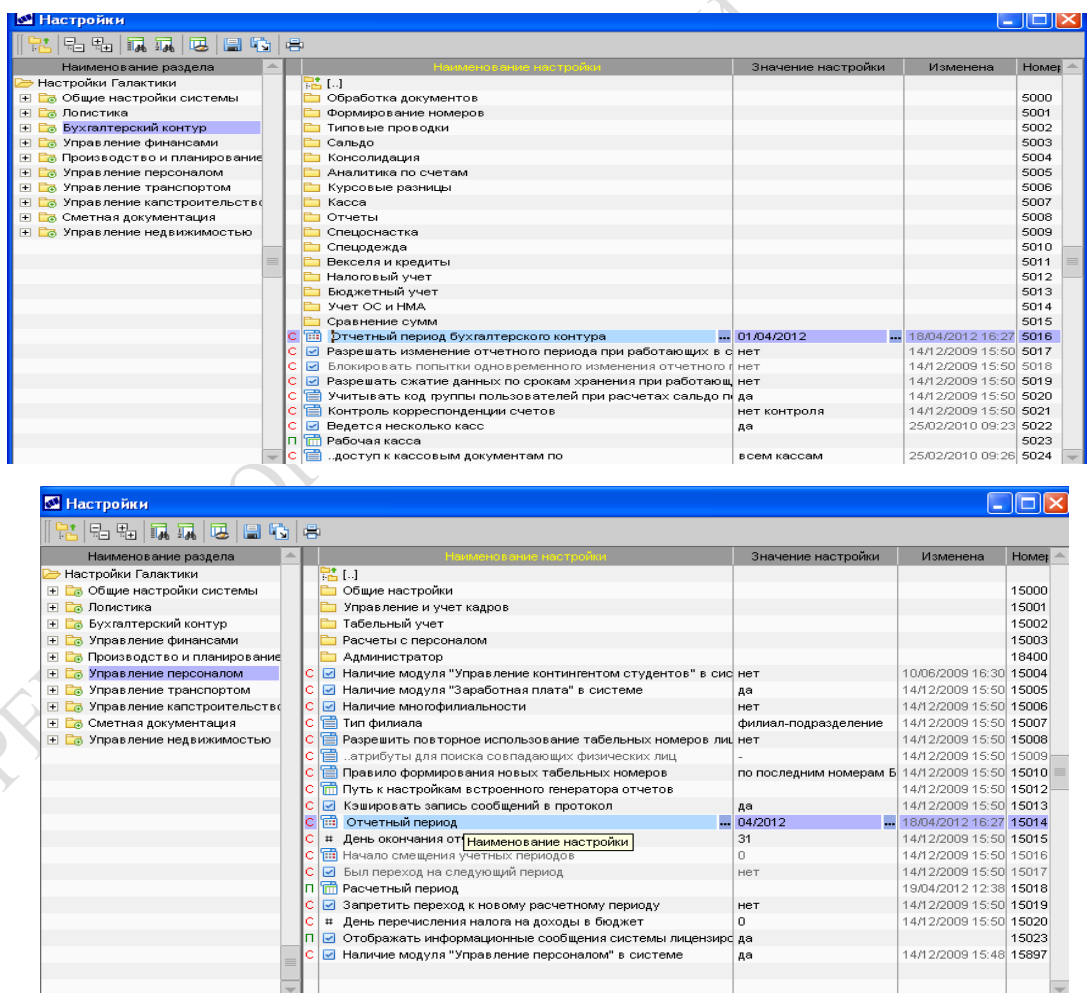 Настройки
Наименование раздела Наименование настройки Значение настройки Изменена Номер
Настройки Галактики [..]
Общие настройки системы Обработка документов 5000
Логистика Формирование номеров 5001
Бухгалтерский контур Типовые проводки 5002
Управление финансами Сальдо 5003
Производство и планирование Консолидация 5004
Управление персоналом Аналитика по счетам 5005
Управление транспортом Курсовые разницы 5006
Управление капстроительство Касса 5007
Сметная документация Отчеты 5008
Управление недвижимостью Спецоснастка 5009
Спецодежда 5010
Векселя и кредиты 5011
Налоговый учет 5012
Бюджетный учет 5013
Учет ОС и НМА 5014
Сравнение сумм 5015
С Отчетный период бухгалтерского контура ... 01/04/2012 ... 18/04/2012 16:27 5016
С Разрешать изменение отчетного периода при работающих в с нет 14/12/2009 15:50 5017
С Блокировать попытки одновременного изменения отчетного п нет 14/12/2009 15:50 5018
С Разрешать сжатие данных по срокам хранения при работающ нет 14/12/2009 15:50 5019
С Учитывать код группы пользователей при расчетах сальдо по да 14/12/2009 15:50 5020
С Контроль корреспонденции счетов нет контроля 14/12/2009 15:50 5021
С Ведется несколько касс да 25/02/2010 09:23 5022
П Рабочая касса 5023
С ..доступ к кассовым документам по всем кассам 25/02/2010 09:26 5024
Настройки
Наименование раздела Наименование настройки Значение настройки Изменена Номер
Настройки Галактики [..]
Общие настройки системы Общие настройки 15000
Логистика Управление и учет кадров 15001
Бухгалтерский контур Табельный учет 15002
Управление финансами Расчеты с персоналом 15003
Производство и планирование Администратор 18400
Управление персоналом С Наличие модуля "Управление контингентом студентов" в сис нет 10/06/2009 16:30 15004
Управление транспортом С Наличие модуля "Заработная плата" в системе да 14/12/2009 15:50 15005
Управление капстроительство С Наличие многофилиальности нет 14/12/2009 15:50 15006
Сметная документация С Тип филиала филиал-подразделение 14/12/2009 15:50 15007
Управление недвижимостью С Разрешить повторное использование табельных номеров лиц нет 14/12/2009 15:50 15008
С ..атрибуты для поиска совпадающих физических лиц - 14/12/2009 15:50 15009
С Правило формирования новых табельных номеров по последним номерам Б 14/12/2009 15:50 15010
С Путь к настройкам встроенного генератора отчетов 14/12/2009 15:50 15012
С Кэшировать запись сообщений в протокол да 14/12/2009 15:50 15013
С Отчетный период ... 04/2012 ... 18/04/2012 16:27 15014
С # День окончания от Наименование настройки 31 14/12/2009 15:50 15015
С Начало смещения учетных периодов 0 14/12/2009 15:50 15016
С Был переход на следующий период нет 14/12/2009 15:50 15017
П Расчетный период 19/04/2012 12:38 15018
С Запретить переход к новому расчетному периоду нет 14/12/2009 15:50 15019
С # День перечисления налога на доходы в бюджет 0 14/12/2009 15:50 15020
П Отображать информационные сообщения системы лицензирс да 15023
С Наличие модуля "Управление персоналом" в системе да 14/12/2009 15:48 15897